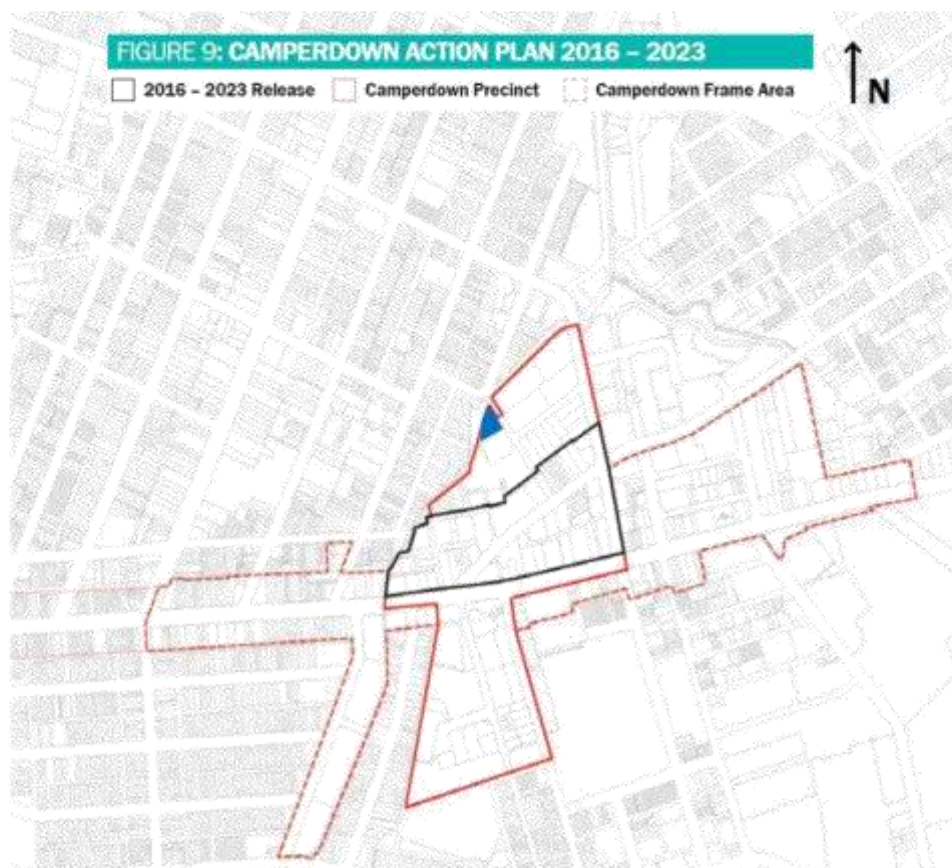 FIGURE 9: CAMPERDOWN ACTION PLAN 2016 – 2023
2016 – 2023 Release Camperdown Precinct Camperdown Frame Area
N